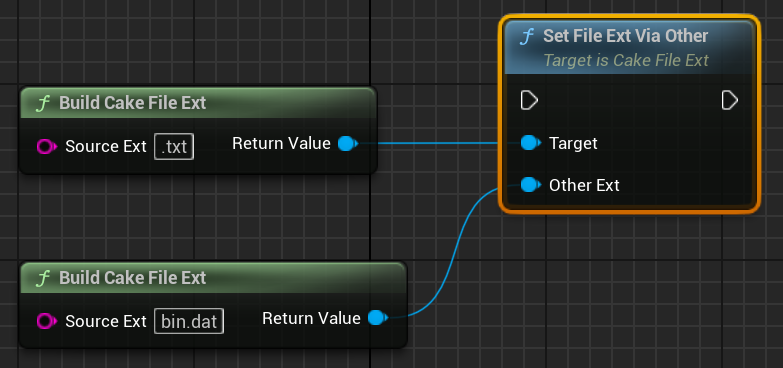 Set File Ext Via Other
Target is Cake File Ext
Build Cake File Ext
Source Ext .txt Return Value
Target
Other Ext
Build Cake File Ext
Source Ext bin.dat Return Value